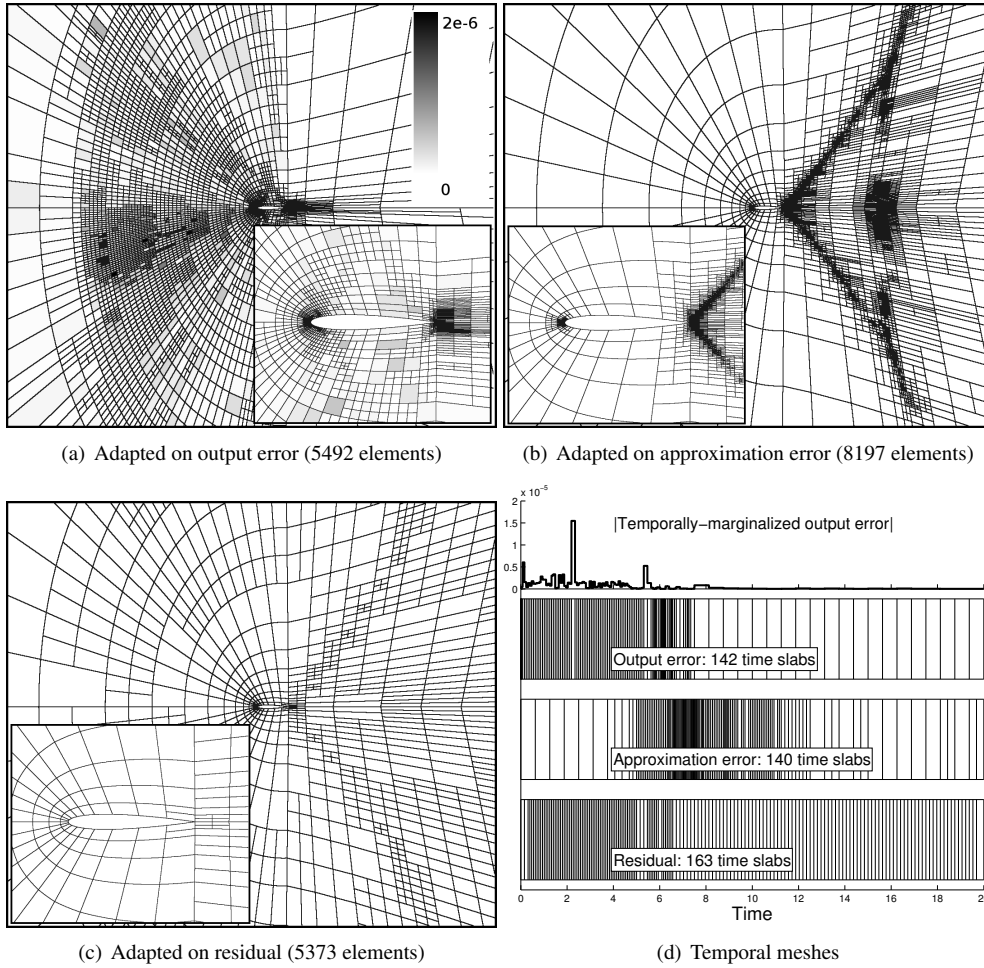 2e-6
0
(a) Adapted on output error (5492 elements)
(b) Adapted on approximation error (8197 elements)
(c) Adapted on residual (5373 elements)
x 10⁻⁵
2
1.5
1
0.5
0
|Temporally−marginalized output error|
Output error: 142 time slabs
Approximation error: 140 time slabs
Residual: 163 time slabs
0 2 4 6 8 10 12 14 16 18 20
Time
(d) Temporal meshes